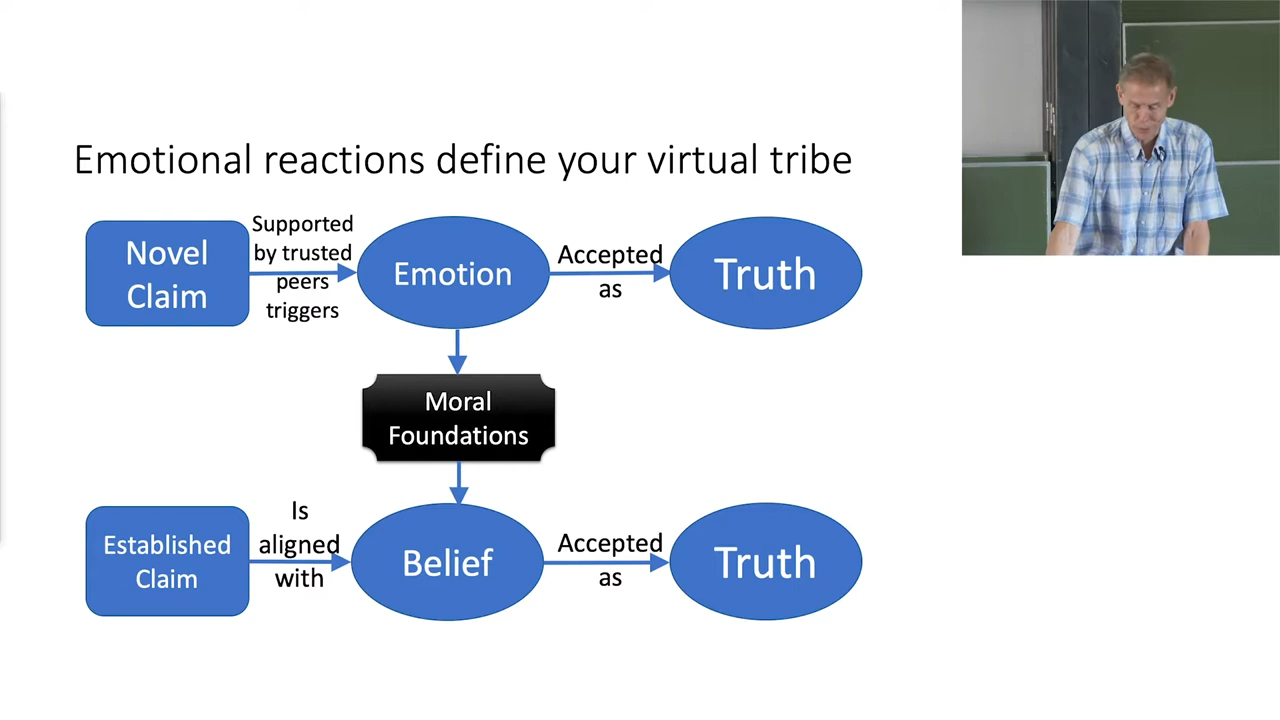 Emotional reactions define your virtual tribe
Novel
Claim
Supported
by trusted
peers
triggers
Emotion
Accepted
as
Truth
Moral
Foundations
Established
Claim
Is
aligned
with
Belief
Accepted
as
Truth